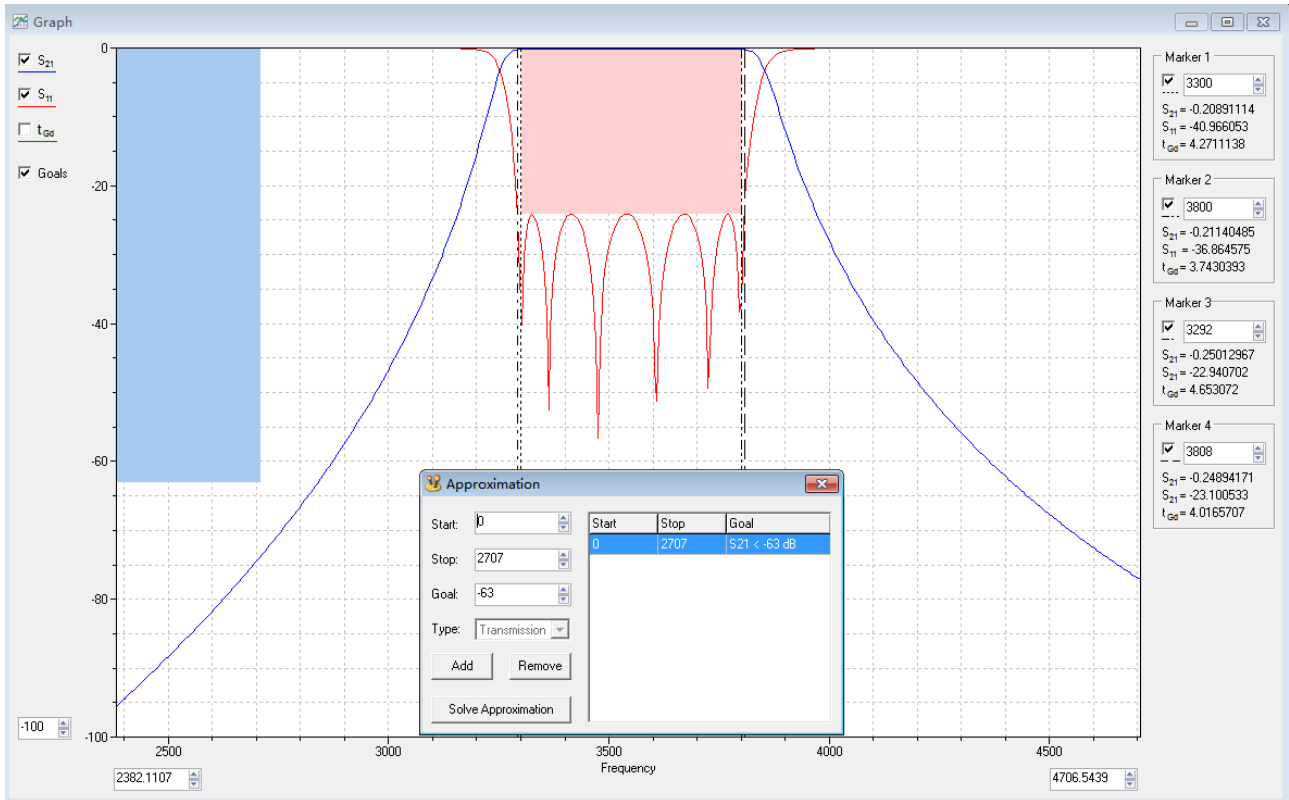 Graph
S21
S11
tGd
Goals
0
-20
-40
-60
-80
-100
-100
2500
3000
3500
4000
4500
Frequency
2382.1107
4706.5439
Marker 1
3300
S21 = -0.20891114
S11 = -40.966053
tGd = 4.2711138
Marker 2
3800
S21 = -0.21140485
S11 = -36.864575
tGd = 3.7430393
Marker 3
3292
S21 = -0.25012967
S21 = -22.940702
tGd = 4.653072
Marker 4
3808
S21 = -0.24894171
S21 = -23.100533
tGd = 4.0165707
Approximation
Start: 0
Stop: 2707
Goal: -63
Type: Transmission
Add Remove
Solve Approximation
Start Stop Goal
0 2707 S21 < -63 dB